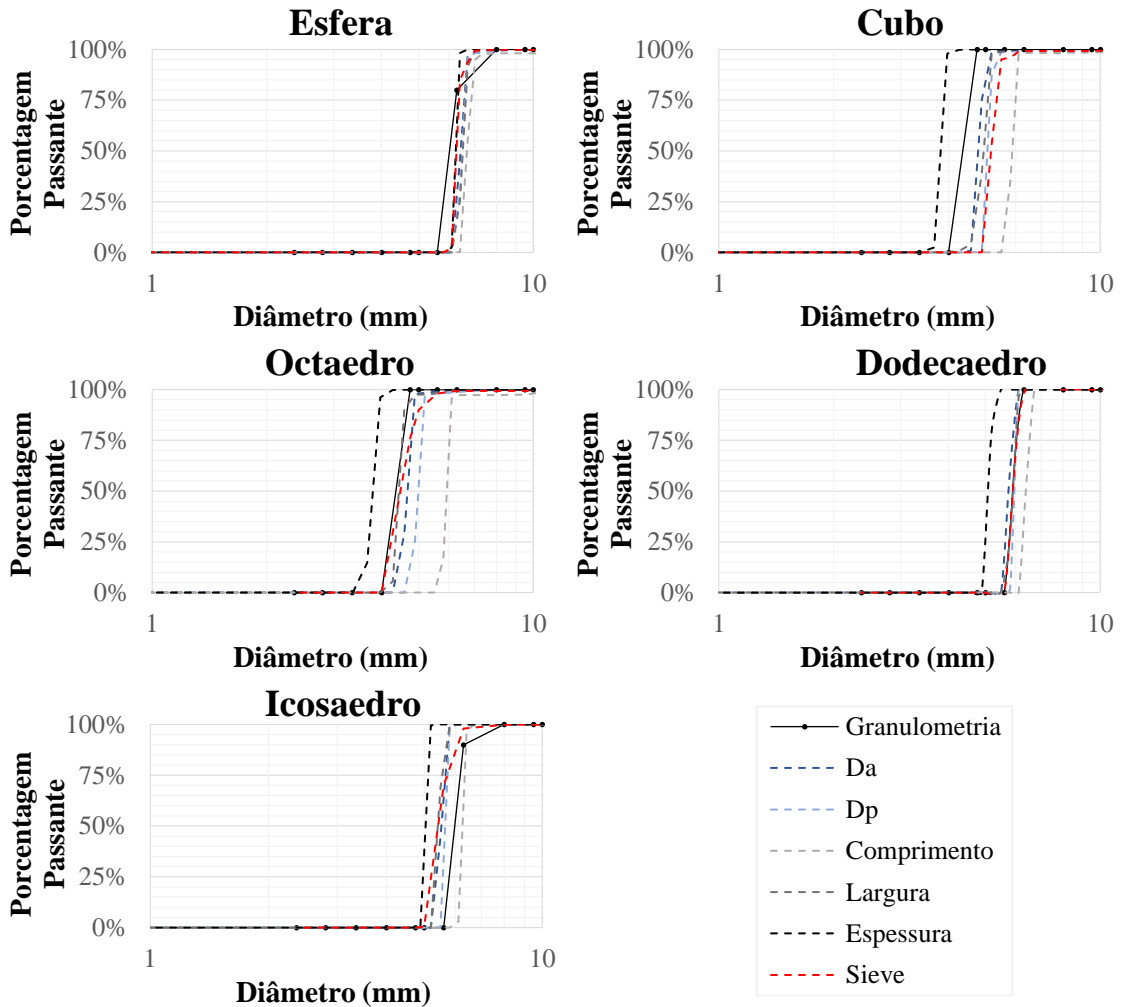 Esfera
100%
75%
50%
25%
0%
Porcentagem
Passante
1
10
Diâmetro (mm)
Cubo
100%
75%
50%
25%
0%
Porcentagem
Passante
1
10
Diâmetro (mm)
Octaedro
100%
75%
50%
25%
0%
Porcentagem
Passante
1
10
Diâmetro (mm)
Dodecaedro
100%
75%
50%
25%
0%
Porcentagem
Passante
1
10
Diâmetro (mm)
Icosaedro
100%
75%
50%
25%
0%
Porcentagem
Passante
1
10
Diâmetro (mm)
Granulometria
Da
Dp
Comprimento
Largura
Espessura
Sieve